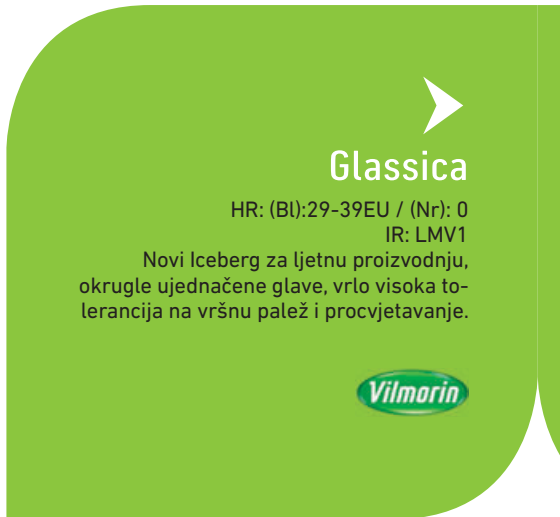 Glassica
HR: (Bl):29-39EU / (Nr): 0
IR: LMV1
Novi Iceberg za ljetnu proizvodnju,
okrugle ujednačene glave, vrlo visoka to-
lerancija na vršnu palež i procvjetavanje.
Vilmorin